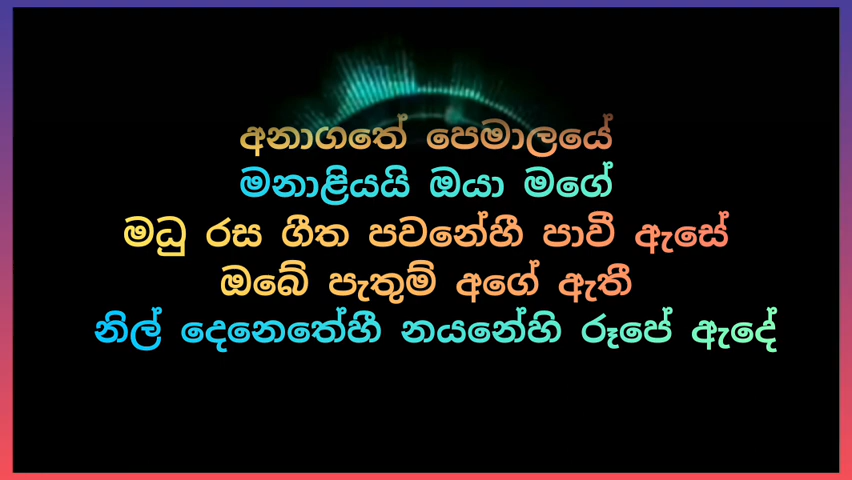 අනාගතේ පෙමාලයේ
මනාළියයි ඔයා මගේ
මධු රස ගීත පවනේහී පාවී ඇසේ
ඔබේ පැතුම් අගේ ඇතී
නිල් දෙනෙතේහී නයනේහි රූපේ ඇදේ